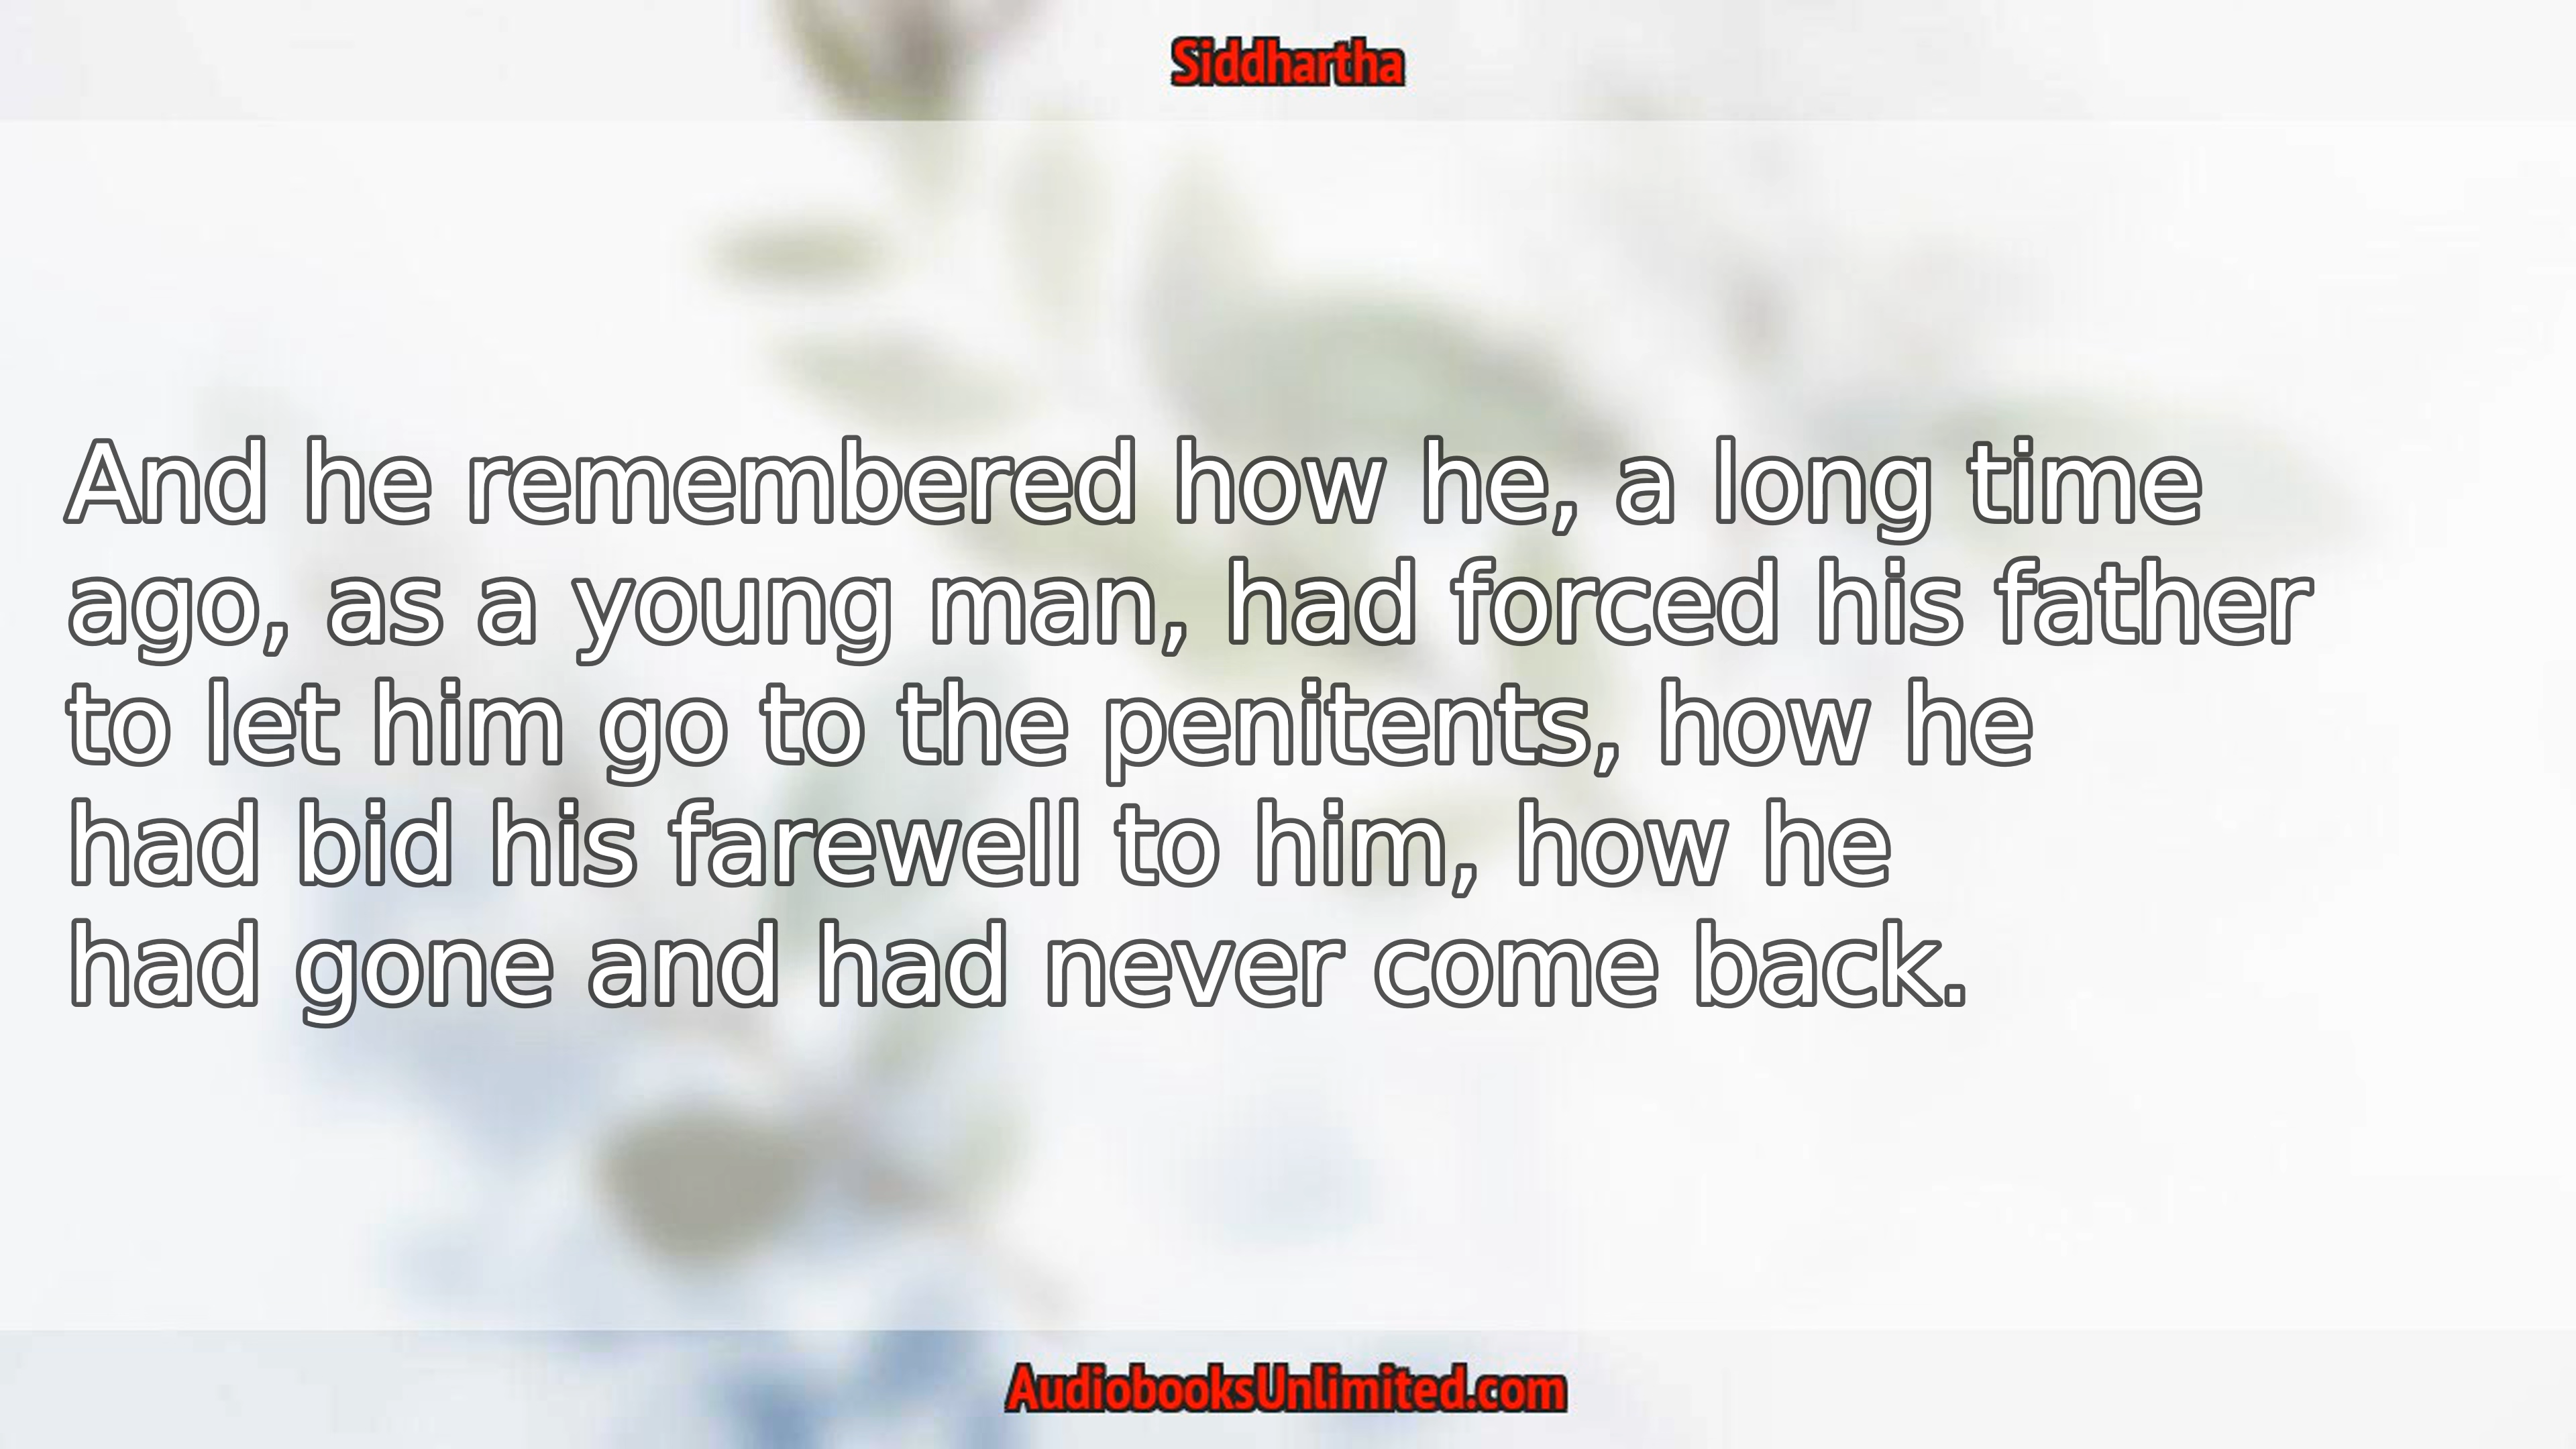 Siddhartha
And he remembered how he, a long time
ago, as a young man, had forced his father
to let him go to the penitents, how he
had bid his farewell to him, how he
had gone and had never come back.
AudiobooksUnlimited.com